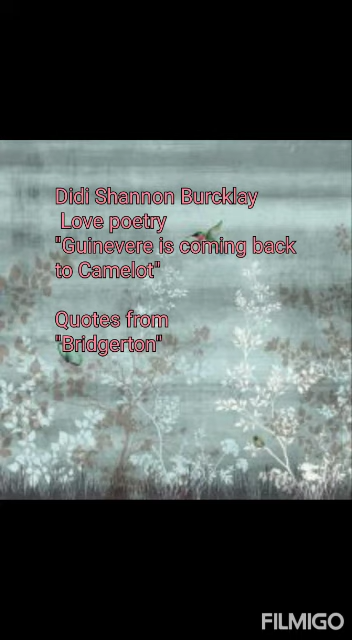 Didi Shannon Burcklay
Love poetry
"Guinevere is coming back
to Camelot"
Quotes from
"Bridgerton"
FILMIGO